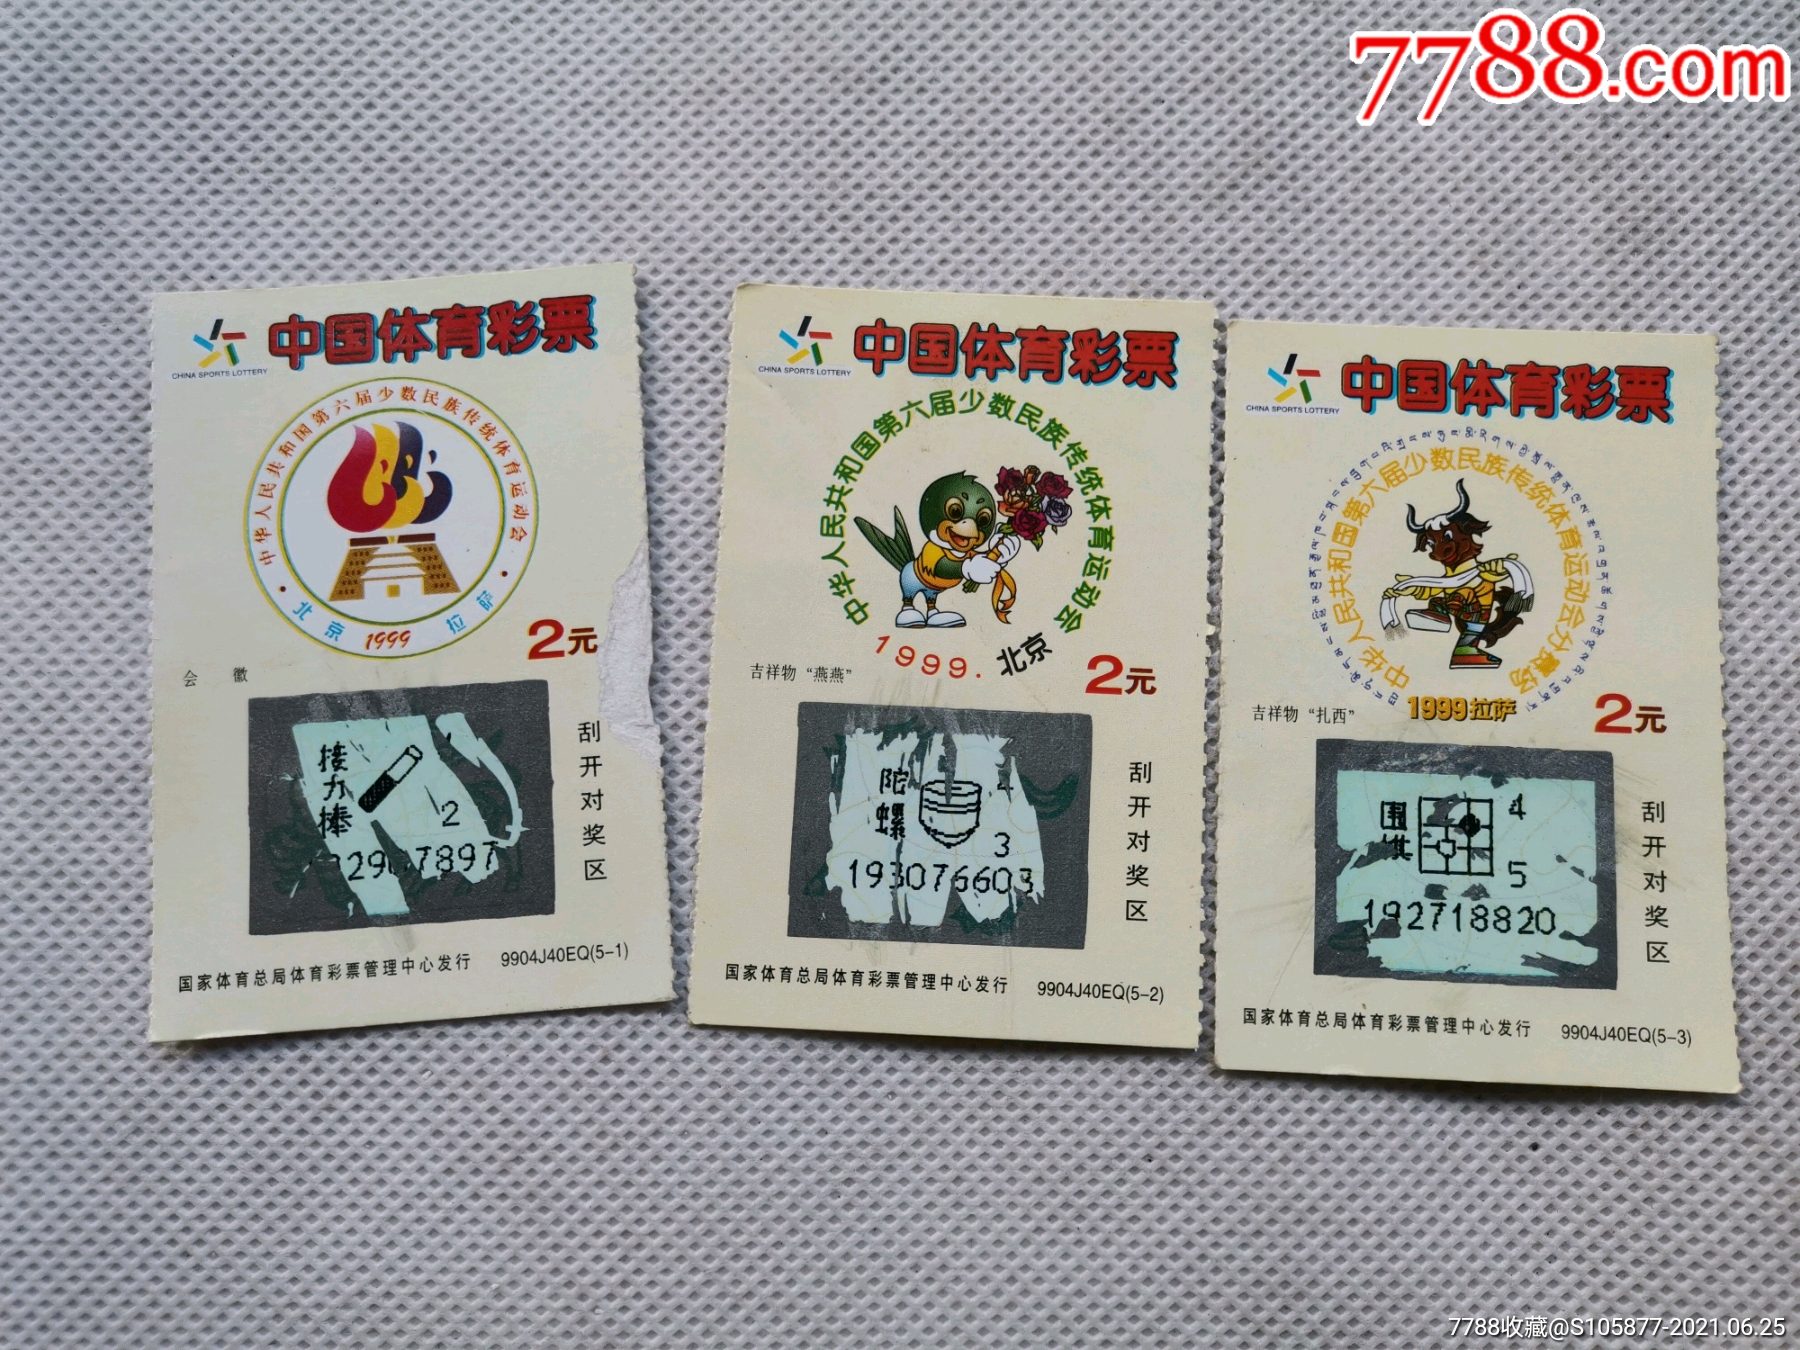 7788.com
中国体育彩票
CHINA SPORTS LOTTERY
中华人民共和国第六届少数民族传统体育运动会
北京 1999 拉萨
2元
会 徽
接力棒
2
刮开对奖区
国家体育总局体育彩票管理中心发行 9904J40EQ(5-1)
中国体育彩票
CHINA SPORTS LOTTERY
中华人民共和国第六届少数民族传统体育运动会
1999.北京
吉祥物“燕燕”
2元
陀螺
3
193076603
刮开对奖区
国家体育总局体育彩票管理中心发行 9904J40EQ(5-2)
中国体育彩票
CHINA SPORTS LOTTERY
中华人民共和国第六届少数民族传统体育运动会分赛场
1999拉萨
吉祥物“扎西”
2元
围棋
4
5
192718820
刮开对奖区
国家体育总局体育彩票管理中心发行 9904J40EQ(5-3)
7788收藏@S105877-2021.06.25